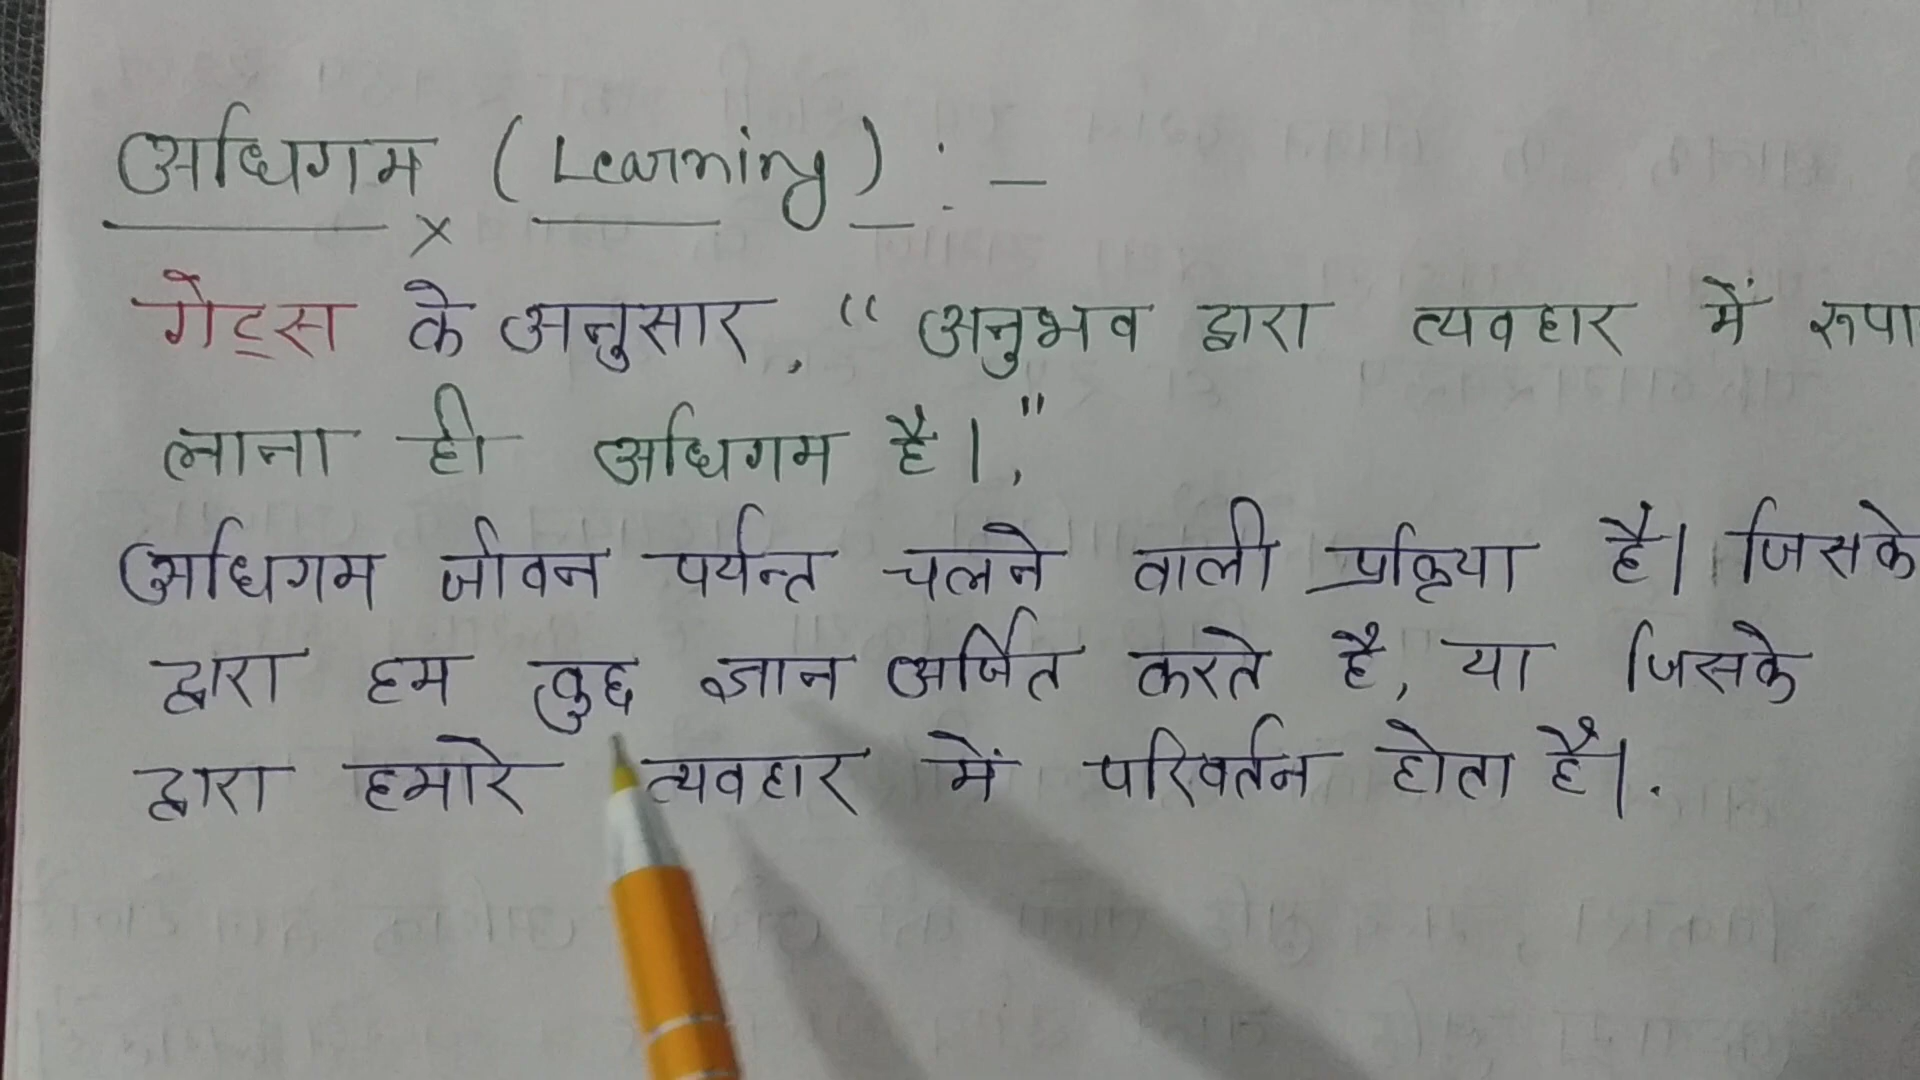 अधिगम (Learning) : -
गेट्स के अनुसार, "अनुभव द्वारा व्यवहार में रूपा
लाना ही अधिगम है।,"
अधिगम जीवन पर्यन्त चलने वाली प्रक्रिया है। जिसके
द्वारा हम कुछ ज्ञान अर्जित करते है, या जिसके
द्वारा हमारे व्यवहार में परिवर्तन होता है।.